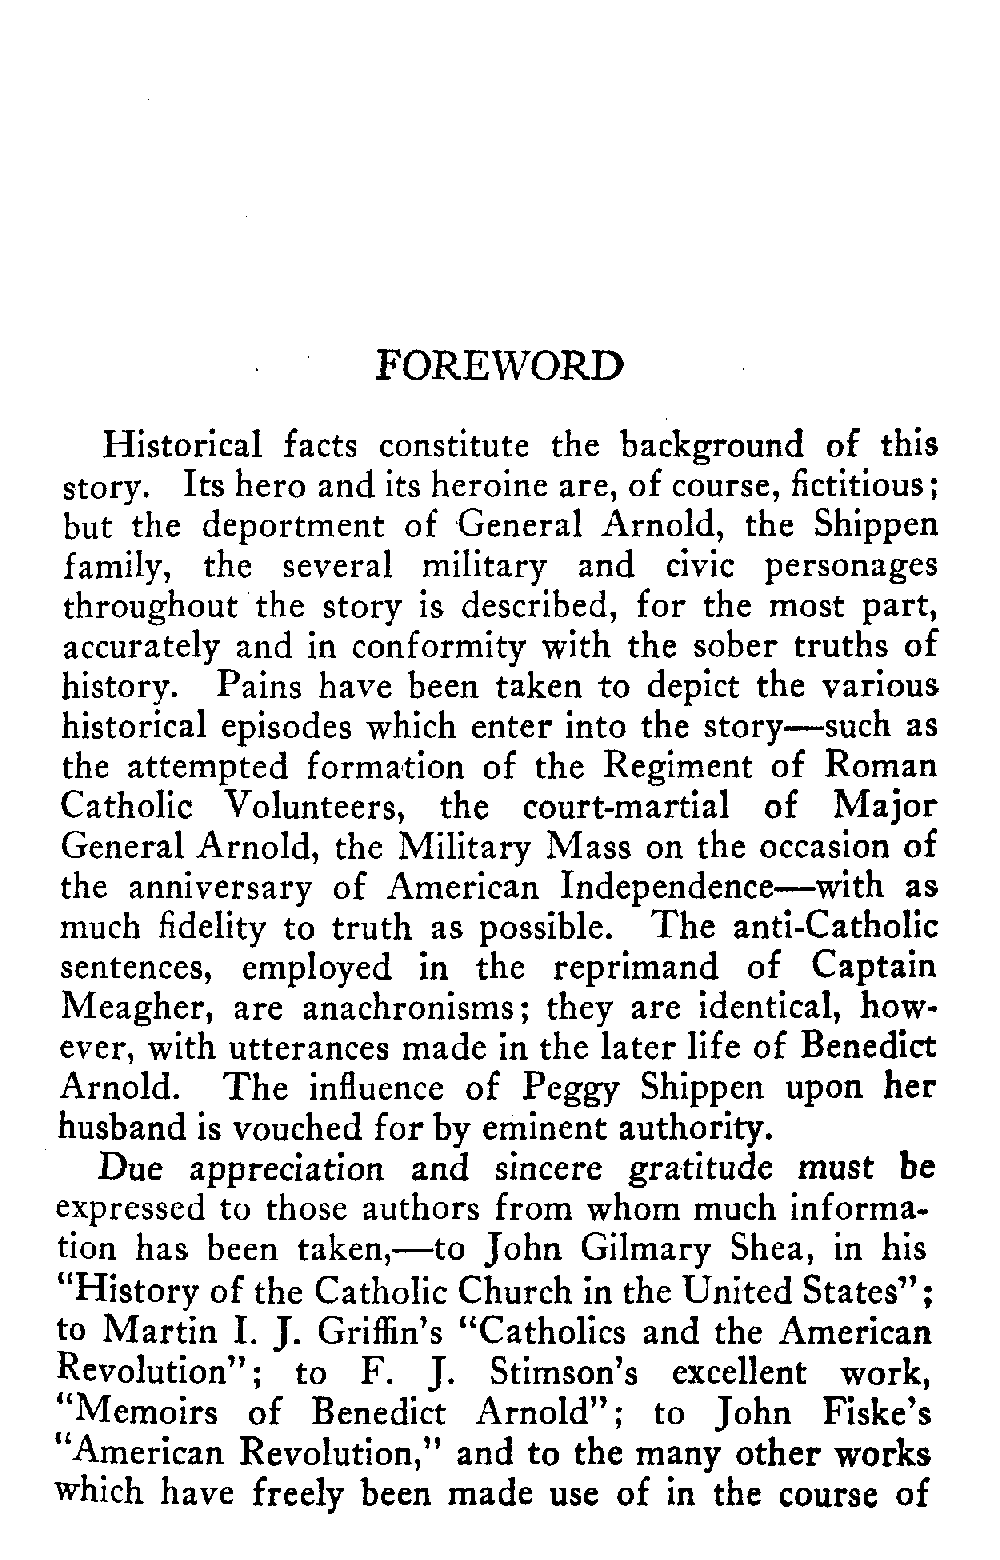 FOREWORD
Historical facts constitute the background of this
story. Its hero and its heroine are, of course, fictitious;
but the deportment of General Arnold, the Shippen
family, the several military and civic personages
throughout the story is described, for the most part,
accurately and in conformity with the sober truths of
history. Pains have been taken to depict the various
historical episodes which enter into the story—such as
the attempted formation of the Regiment of Roman
Catholic Volunteers, the court-martial of Major
General Arnold, the Military Mass on the occasion of
the anniversary of American Independence—with as
much fidelity to truth as possible. The anti-Catholic
sentences, employed in the reprimand of Captain
Meagher, are anachronisms; they are identical, how-
ever, with utterances made in the later life of Benedict
Arnold. The influence of Peggy Shippen upon her
husband is vouched for by eminent authority.
Due appreciation and sincere gratitude must be
expressed to those authors from whom much informa-
tion has been taken,—to John Gilmary Shea, in his
"History of the Catholic Church in the United States";
to Martin I. J. Griffin's "Catholics and the American
Revolution"; to F. J. Stimson's excellent work,
"Memoirs of Benedict Arnold"; to John Fiske's
"American Revolution," and to the many other works
which have freely been made use of in the course of